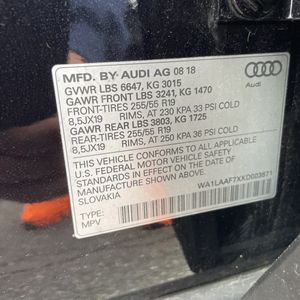 MFD. BY AUDI AG 08 18
GVWR LBS 6647, KG 3015
GAWR FRONT LBS 3241, KG 1470
FRONT-TIRES 255/55 R19
8,5JX19 RIMS, AT 230 KPA 33 PSI COLD
GAWR REAR LBS 3803, KG 1725
REAR-TIRES 255/55 R19
8,5JX19 RIMS, AT 250 KPA 36 PSI COLD
THIS VEHICLE CONFORMS TO ALL APPLICABLE
U.S. FEDERAL MOTOR VEHICLE SAFETY STANDARDS
IN EFFECT ON THE DATE OF MANUFACTURE SHOWN ABOVE
SLOVAKIA
WA1LAAF7XKD003671
TYPE:
MPV
Audi